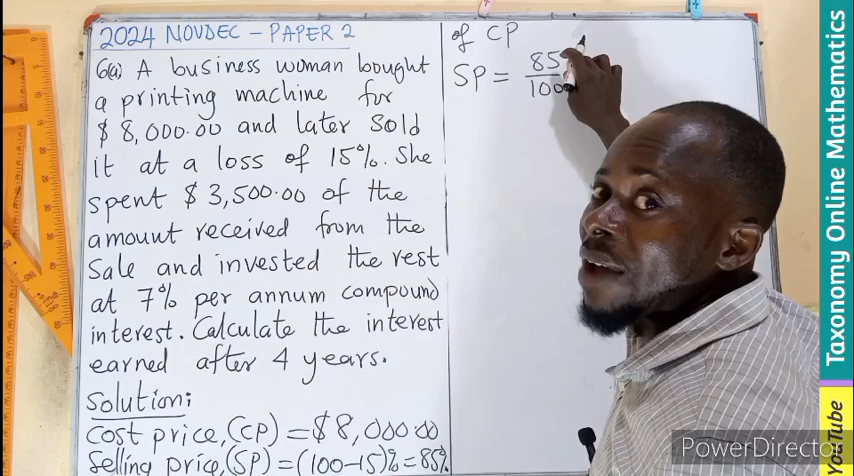 2024 NOVDEC - PAPER 2
6(a) A business woman bought
a printing machine for
$ 8,000.00 and later sold
it at a loss of 15%. She
spent $ 3,500.00 of the
amount received from the
sale and invested the rest
at 7% per annum compound
interest. Calculate the interest
earned after 4 years.
Solution;
Cost price, (CP) = $8,000.00
Selling price, (SP) = (100-15)% = 85%
of CP
SP = 85/100
Taxonomy Online Mathematics
YouTube
PowerDirector